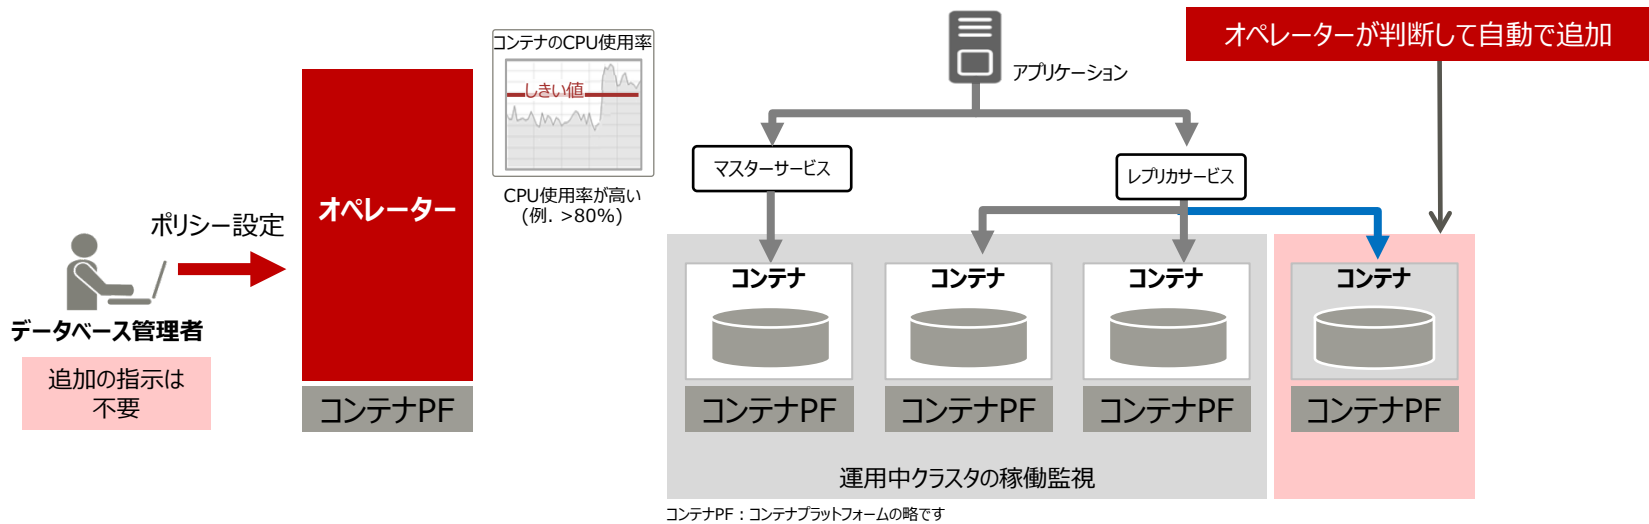 ポリシー設定
データベース管理者
追加の指示は
不要
オペレーター
コンテナPF
コンテナのCPU使用率
しきい値
CPU使用率が高い
(例. >80%)
アプリケーション
オペレーターが判断して自動で追加
マスターサービス
レプリカサービス
コンテナ
コンテナ
コンテナ
コンテナ
コンテナPF
コンテナPF
コンテナPF
コンテナPF
運用中クラスタの稼働監視
コンテナPF：コンテナプラットフォームの略です